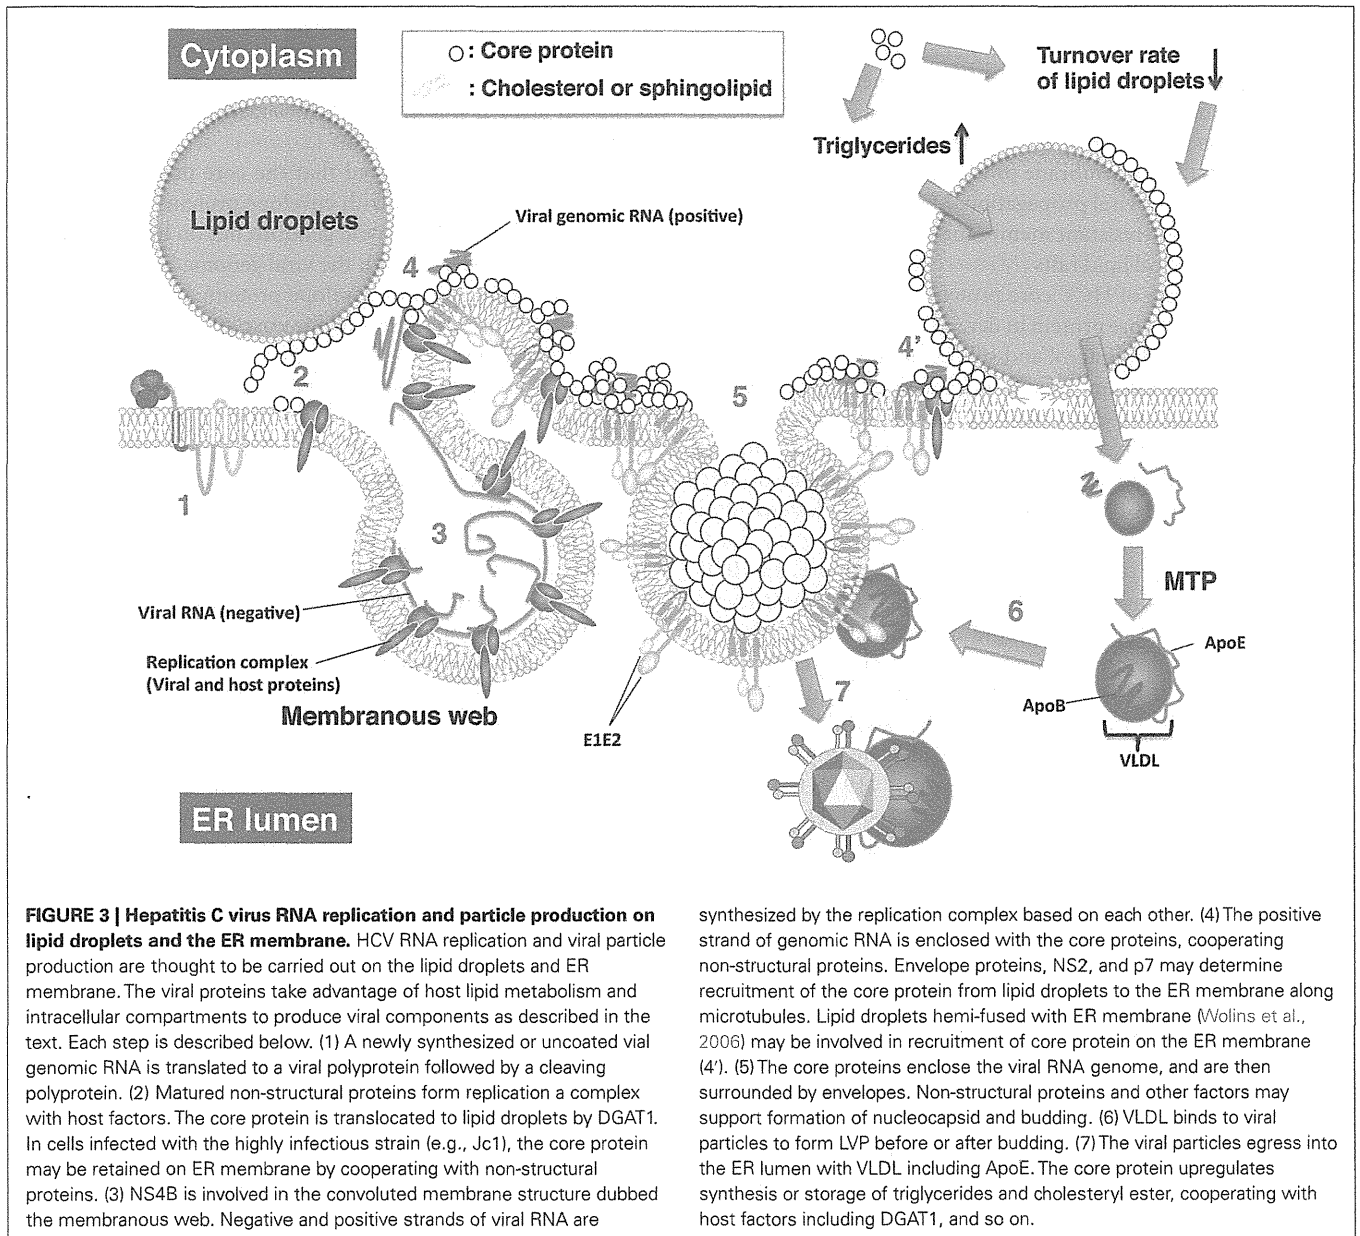 Cytoplasm
: Core protein
: Cholesterol or sphingolipid
Turnover rate
of lipid droplets
Triglycerides
Lipid droplets
Viral genomic RNA (positive)
4
4'
2
5
1
3
MTP
Viral RNA (negative)
6
ApoE
Replication complex
(Viral and host proteins)
7
ApoB
Membranous web
E1E2
VLDL
ER lumen
FIGURE 3 | Hepatitis C virus RNA replication and particle production on
lipid droplets and the ER membrane. HCV RNA replication and viral particle
production are thought to be carried out on the lipid droplets and ER
membrane. The viral proteins take advantage of host lipid metabolism and
intracellular compartments to produce viral components as described in the
text. Each step is described below. (1) A newly synthesized or uncoated vial
genomic RNA is translated to a viral polyprotein followed by a cleaving
polyprotein. (2) Matured non-structural proteins form replication a complex
with host factors. The core protein is translocated to lipid droplets by DGAT1.
In cells infected with the highly infectious strain (e.g., Jc1), the core protein
may be retained on ER membrane by cooperating with non-structural
proteins. (3) NS4B is involved in the convoluted membrane structure dubbed
the membranous web. Negative and positive strands of viral RNA are
synthesized by the replication complex based on each other. (4) The positive
strand of genomic RNA is enclosed with the core proteins, cooperating
non-structural proteins. Envelope proteins, NS2, and p7 may determine
recruitment of the core protein from lipid droplets to the ER membrane along
microtubules. Lipid droplets hemi-fused with ER membrane (Wolins et al.,
2006) may be involved in recruitment of core protein on the ER membrane
(4'). (5) The core proteins enclose the viral RNA genome, and are then
surrounded by envelopes. Non-structural proteins and other factors may
support formation of nucleocapsid and budding. (6) VLDL binds to viral
particles to form LVP before or after budding. (7) The viral particles egress into
the ER lumen with VLDL including ApoE. The core protein upregulates
synthesis or storage of triglycerides and cholesteryl ester, cooperating with
host factors including DGAT1, and so on.